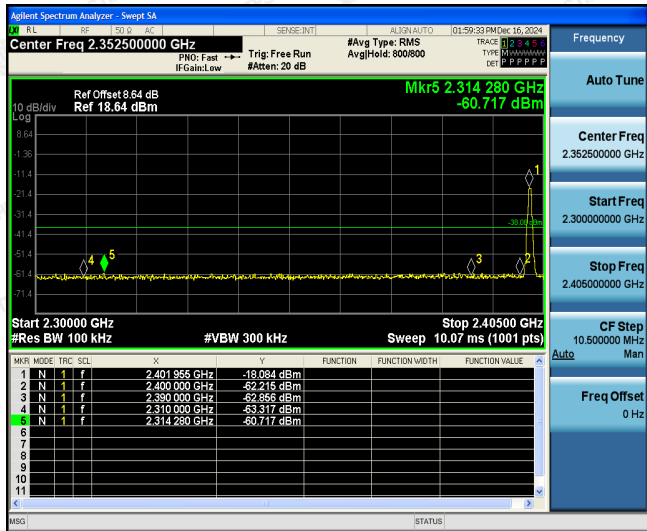 Agilent Spectrum Analyzer - Swept SA
RL RF 50 Ω AC SENSE:INT ALIGN AUTO 01:59:33 PM Dec 16, 2024
Center Freq 2.352500000 GHz
PNO: Fast
IFGain:Low
Trig: Free Run
#Atten: 20 dB
#Avg Type: RMS
Avg|Hold: 800/800
TRACE 1 2 3 4 5 6
TYPE M W W W W W
DET P P P P P P
Frequency
Auto Tune
Center Freq
2.352500000 GHz
Start Freq
2.300000000 GHz
Stop Freq
2.405000000 GHz
CF Step
10.500000 MHz
Auto Man
Freq Offset
0 Hz
Ref Offset 8.64 dB
10 dB/div Ref 18.64 dBm
Log
Mkr5 2.314 280 GHz
-60.717 dBm
8.64
-1.36
-11.4
-21.4
-31.4
-41.4
-51.4
-61.4
-71.4
1
4 5 3 2
Start 2.30000 GHz Stop 2.40500 GHz
#Res BW 100 kHz #VBW 300 kHz Sweep 10.07 ms (1001 pts)
MKR MODE TRC SCL X Y FUNCTION FUNCTION WIDTH FUNCTION VALUE
1 N 1 f 2.401 955 GHz -18.084 dBm
2 N 1 f 2.400 000 GHz -62.215 dBm
3 N 1 f 2.390 000 GHz -62.856 dBm
4 N 1 f 2.310 000 GHz -63.317 dBm
5 N 1 f 2.314 280 GHz -60.717 dBm
6
7
8
9
10
11
MSG STATUS